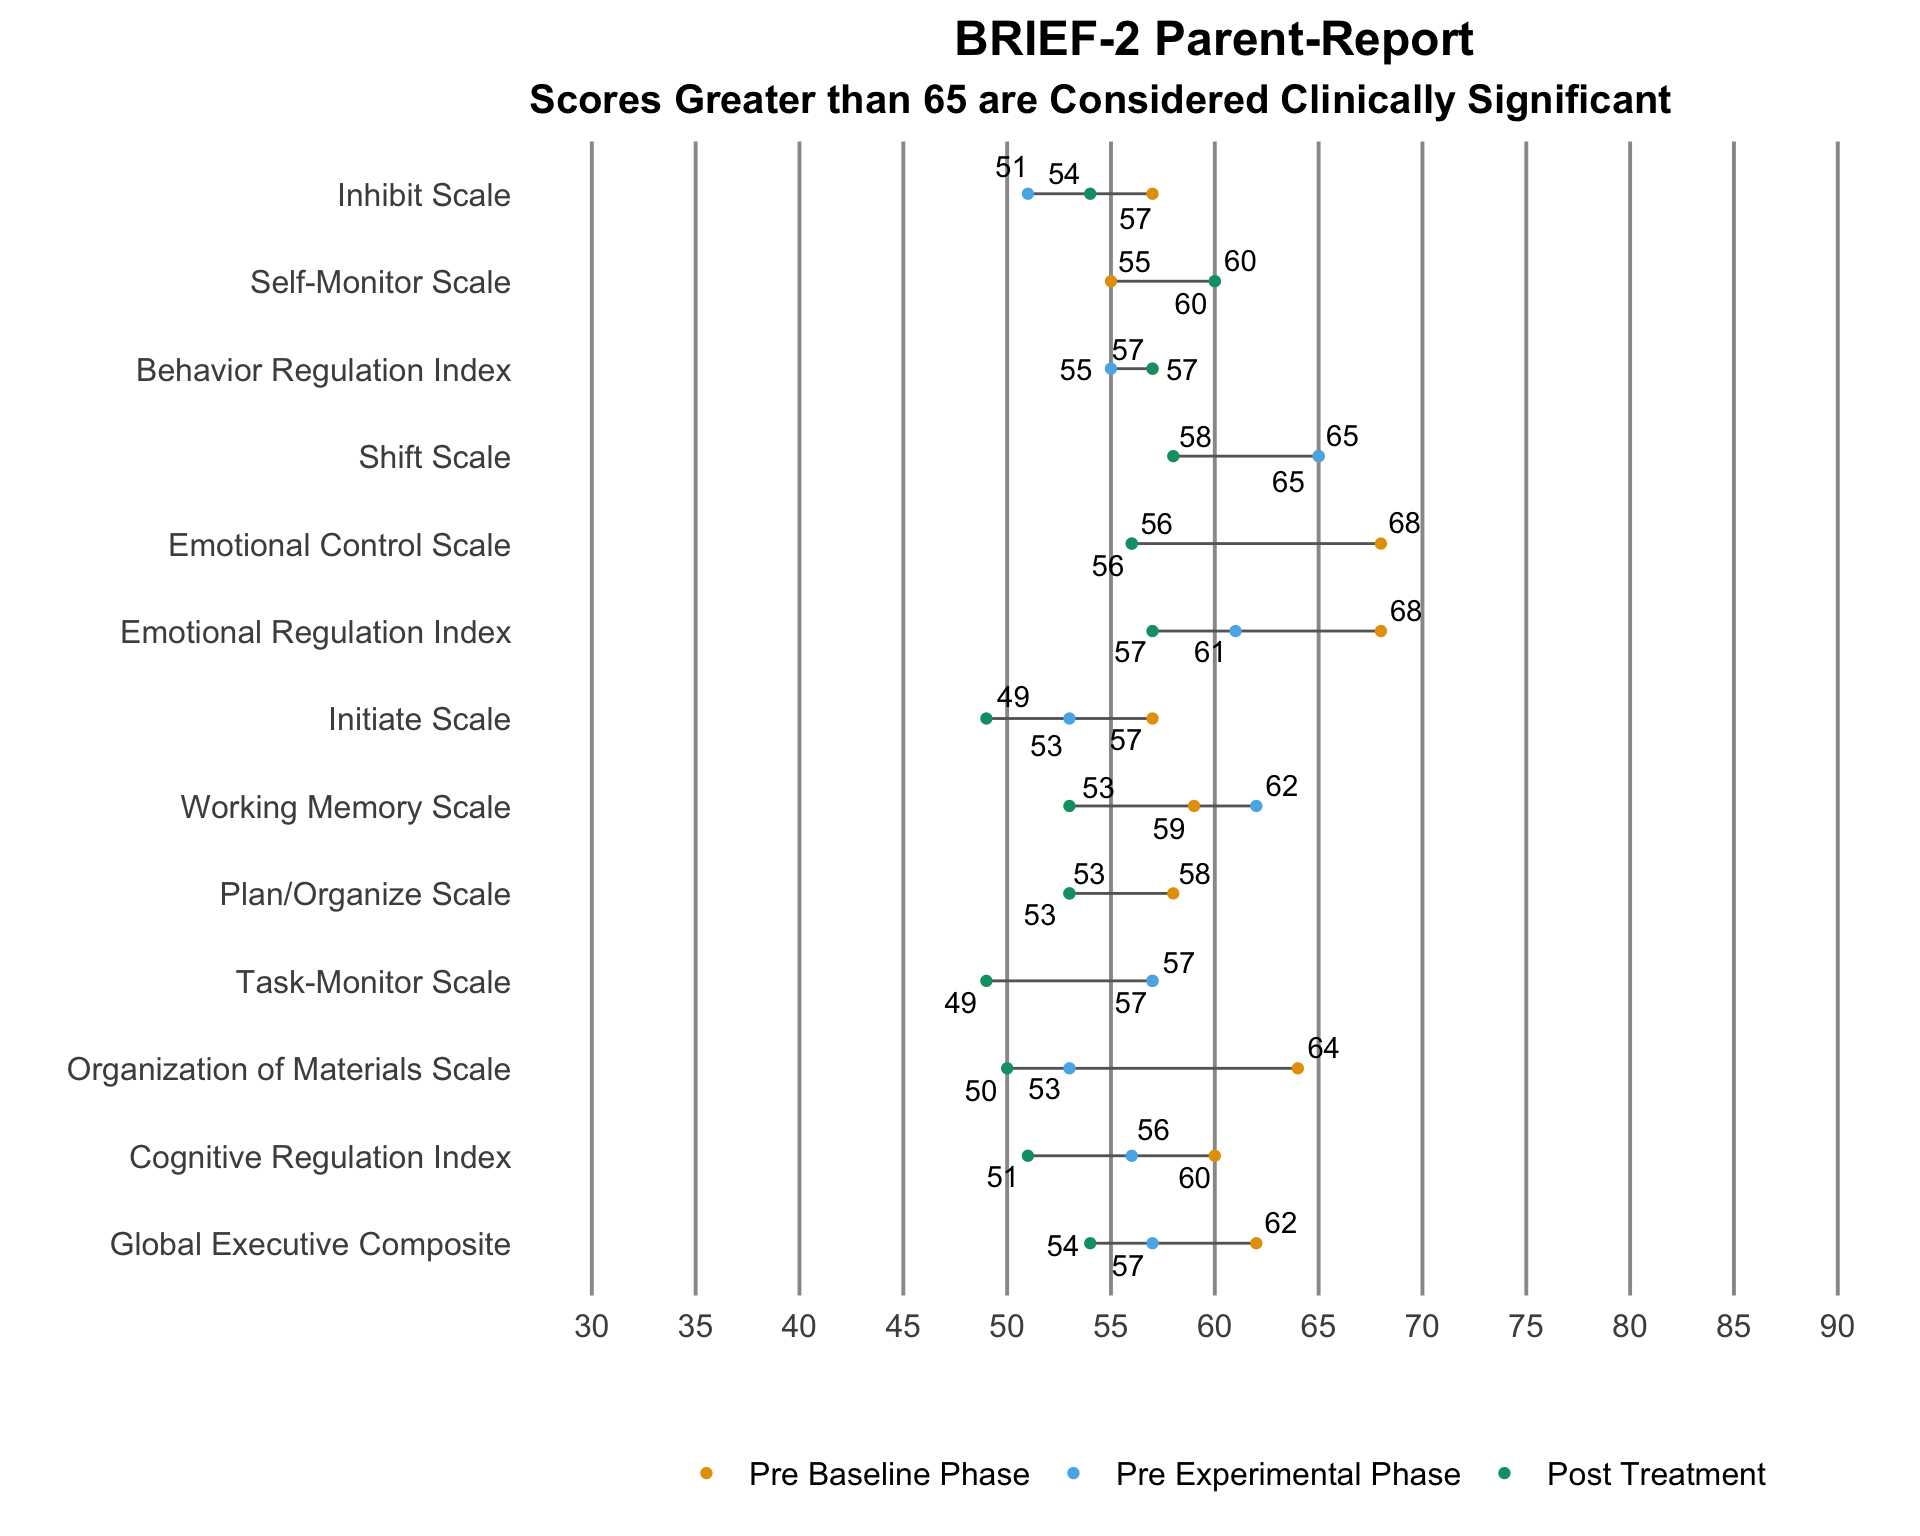 BRIEF-2 Parent-Report
Scores Greater than 65 are Considered Clinically Significant
Inhibit Scale
51 54
57
Self-Monitor Scale
55 60
60
Behavior Regulation Index
57
55 57
Shift Scale
58 65
65
Emotional Control Scale
56 68
56
Emotional Regulation Index
68
57 61
Initiate Scale
49
53 57
Working Memory Scale
53 62
59
Plan/Organize Scale
53 58
53
Task-Monitor Scale
57
49 57
Organization of Materials Scale
64
50 53
Cognitive Regulation Index
56
51 60
Global Executive Composite
62
54
57
30 35 40 45 50 55 60 65 70 75 80 85 90
Pre Baseline Phase Pre Experimental Phase Post Treatment